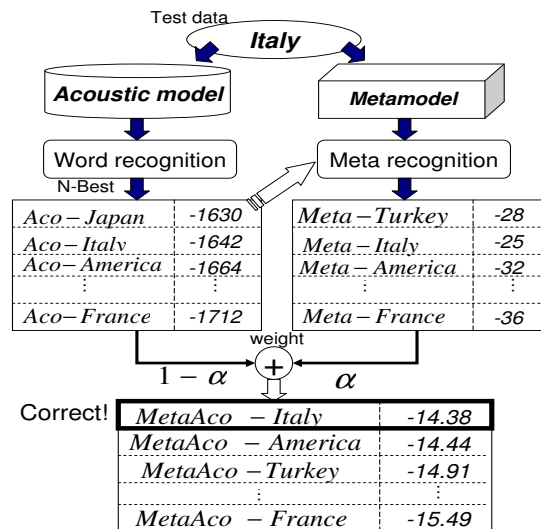 Test data
Italy
Acoustic model
Metamodel
Word recognition
Meta recognition
N-Best
Aco – Japan -1630
Aco – Italy -1642
Aco – America -1664
⋮ ⋮
Aco – France -1712
Meta – Turkey -28
Meta – Italy -25
Meta – America -32
⋮ ⋮
Meta – France -36
weight
1 − α + α
Correct!
MetaAco – Italy -14.38
MetaAco – America -14.44
MetaAco – Turkey -14.91
⋮ ⋮
MetaAco – France -15.49